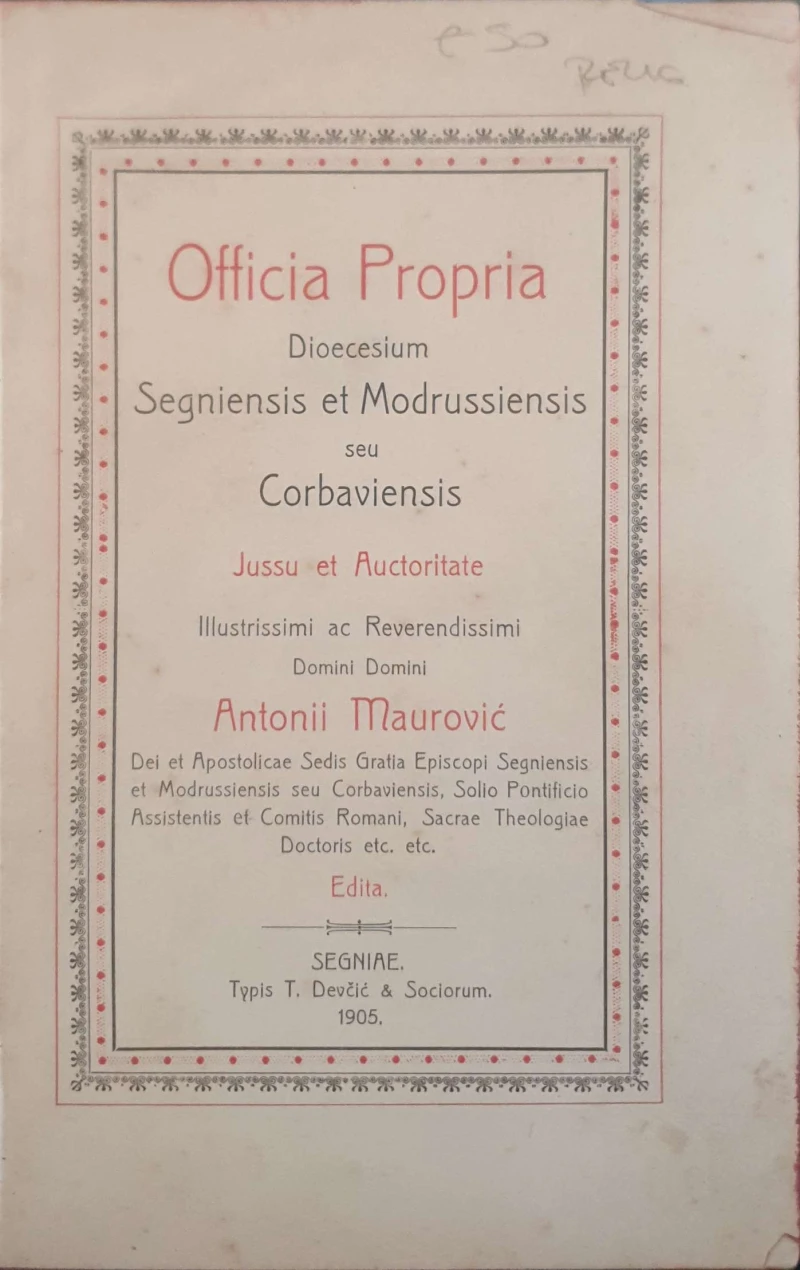 Officia Propria
Dioecesium
Segniensis et Modrussiensis
seu
Corbaviensis
Jussu et Auctoritate
Illustrissimi ac Reverendissimi
Domini Domini
Antonii Maurović
Dei et Apostolicae Sedis Gratia Episcopi Segniensis
et Modrussiensis seu Corbaviensis, Solio Pontificio
Assistentis et Comitis Romani, Sacrae Theologiae
Doctoris etc. etc.
Edita.
SEGNIAE.
Typis T. Devčić & Sociorum.
1905.